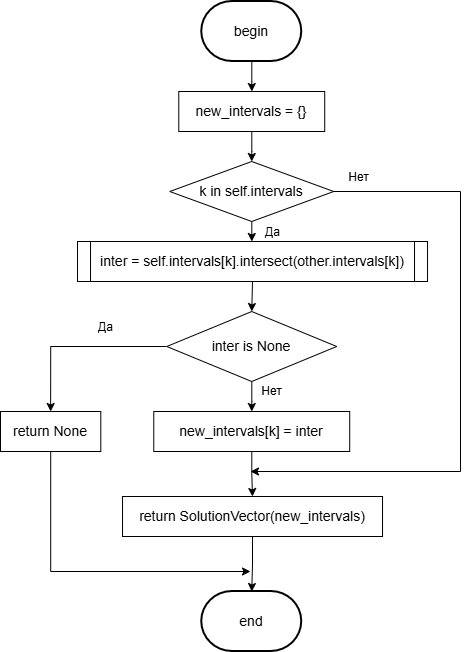 begin
new_intervals = {}
k in self.intervals
Нет
Да
inter = self.intervals[k].intersect(other.intervals[k])
inter is None
Да
Нет
return None
new_intervals[k] = inter
return SolutionVector(new_intervals)
end